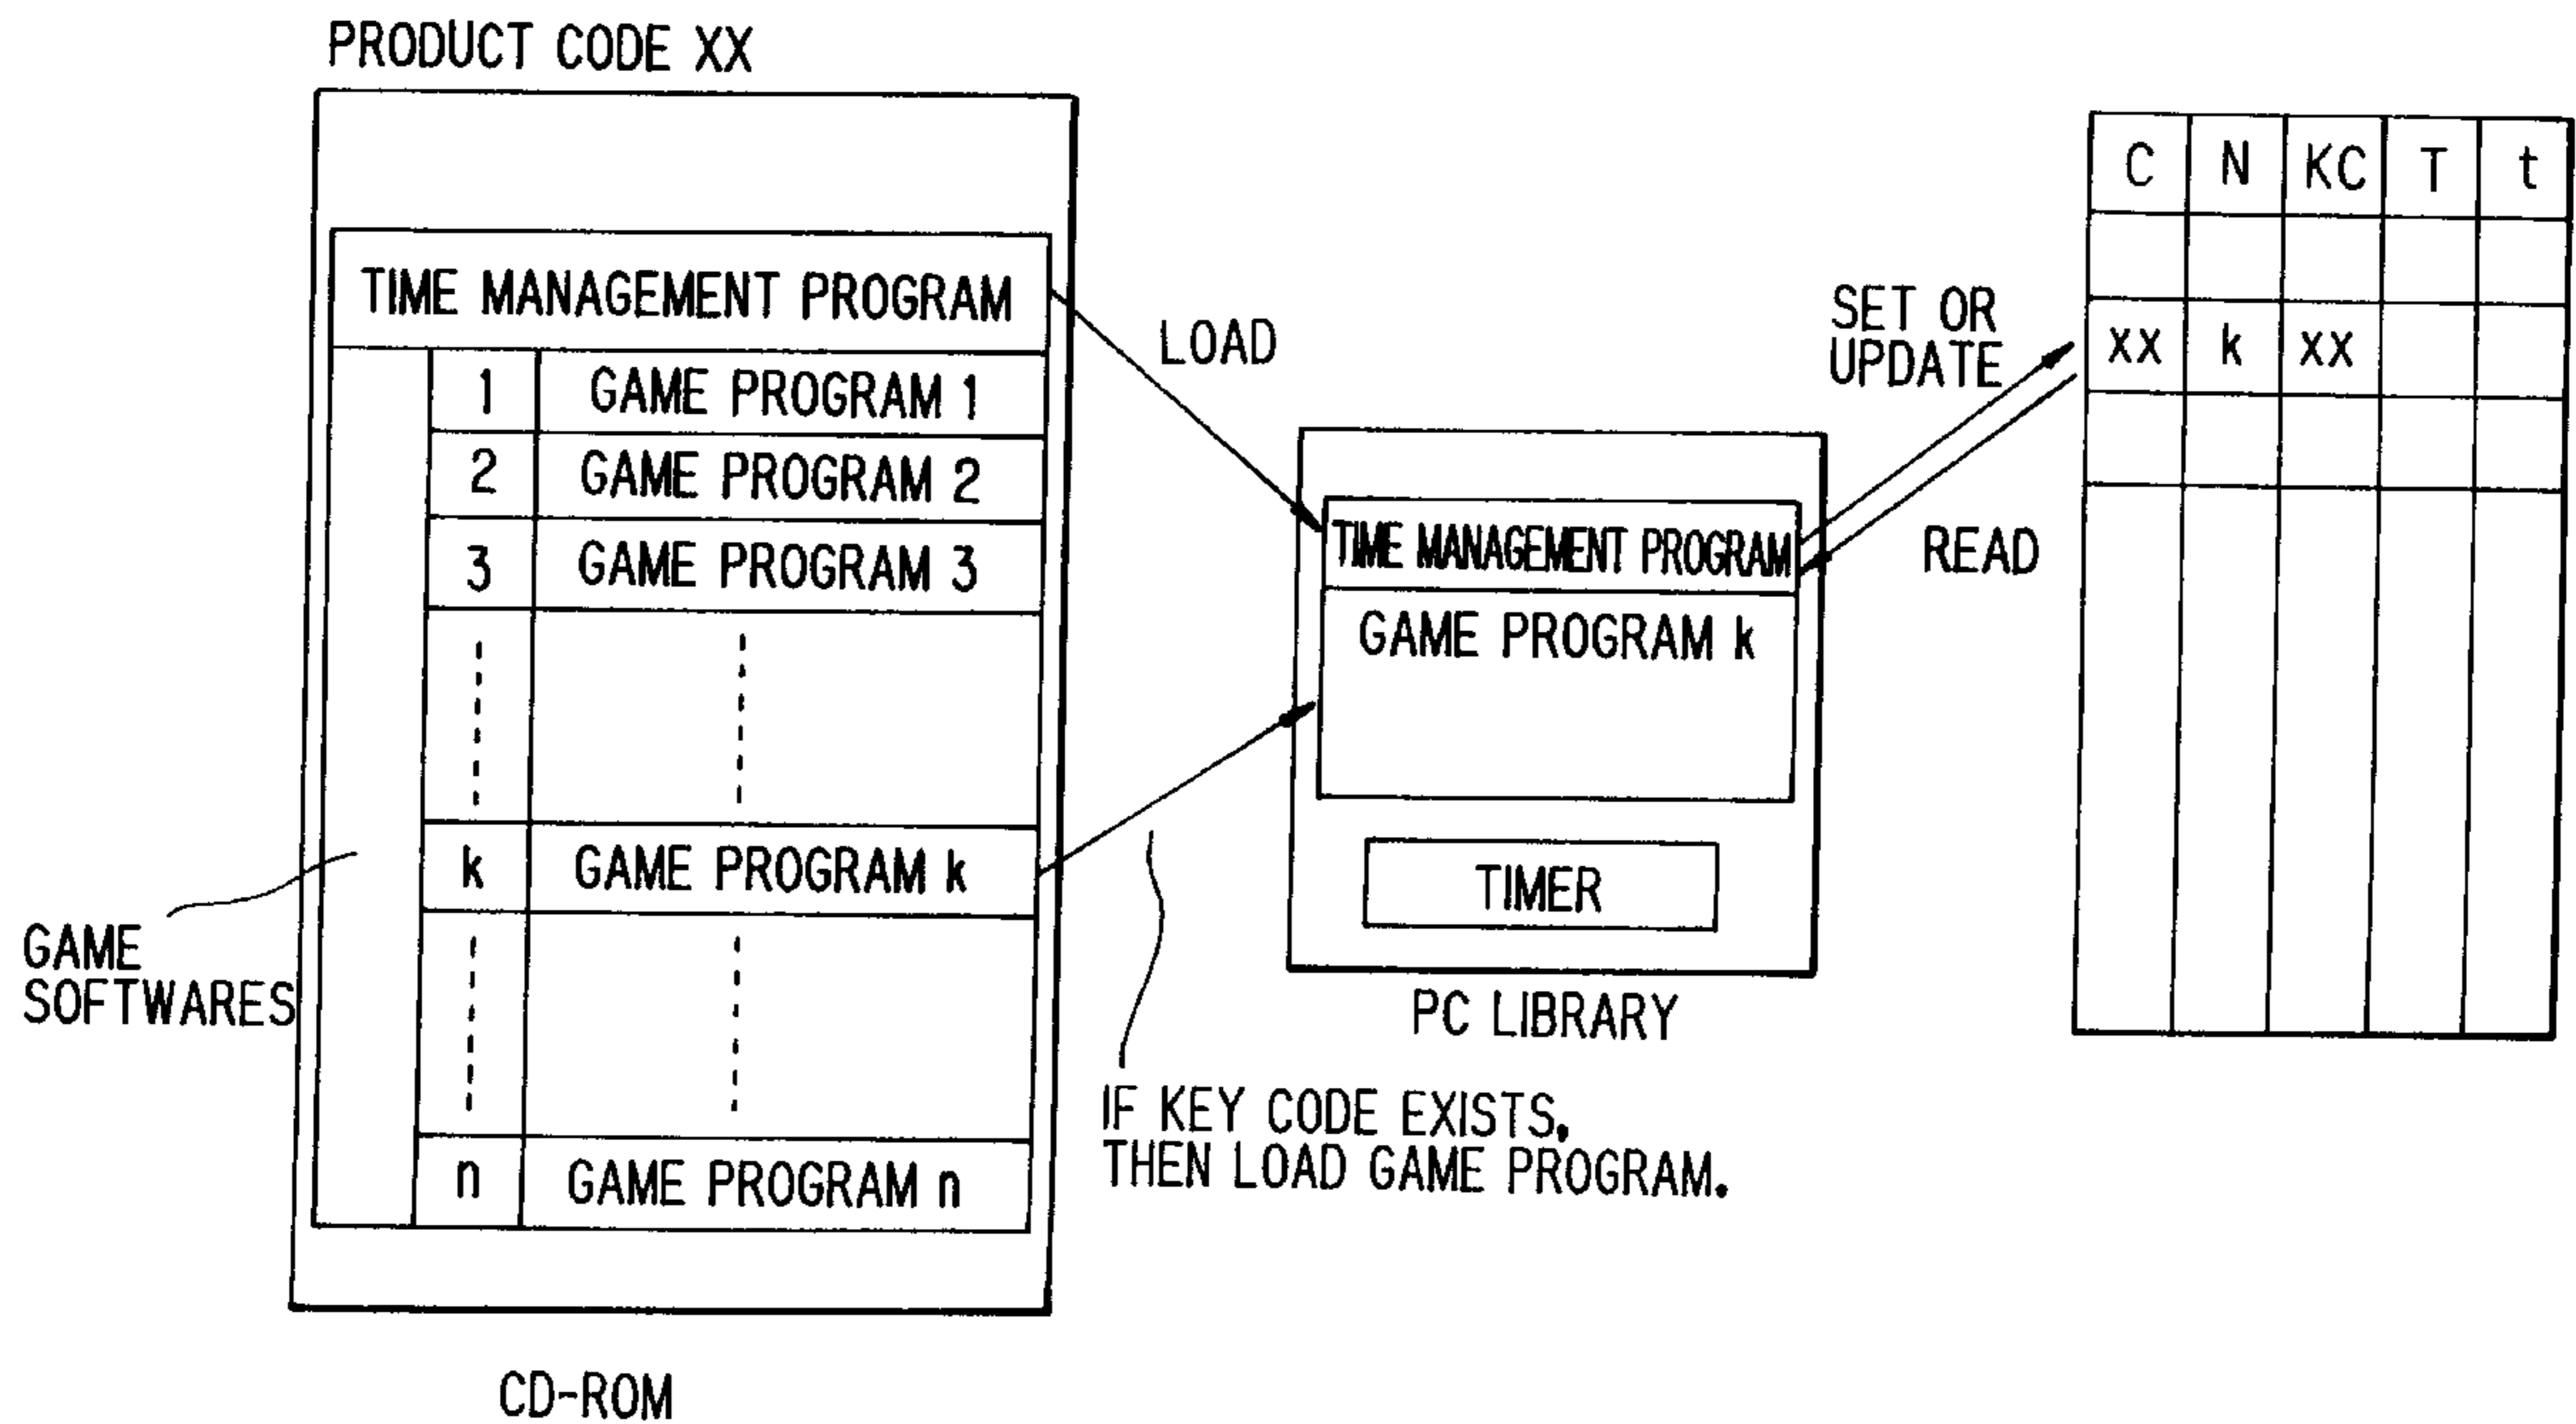 PRODUCT CODE XX
TIME MANAGEMENT PROGRAM
1 GAME PROGRAM 1
2 GAME PROGRAM 2
3 GAME PROGRAM 3
k GAME PROGRAM k
n GAME PROGRAM n
GAME
SOFTWARES
CD-ROM
LOAD
TIME MANAGEMENT PROGRAM
GAME PROGRAM k
TIMER
PC LIBRARY
IF KEY CODE EXISTS,
THEN LOAD GAME PROGRAM.
SET OR
UPDATE
READ
C N KC T t
XX k XX